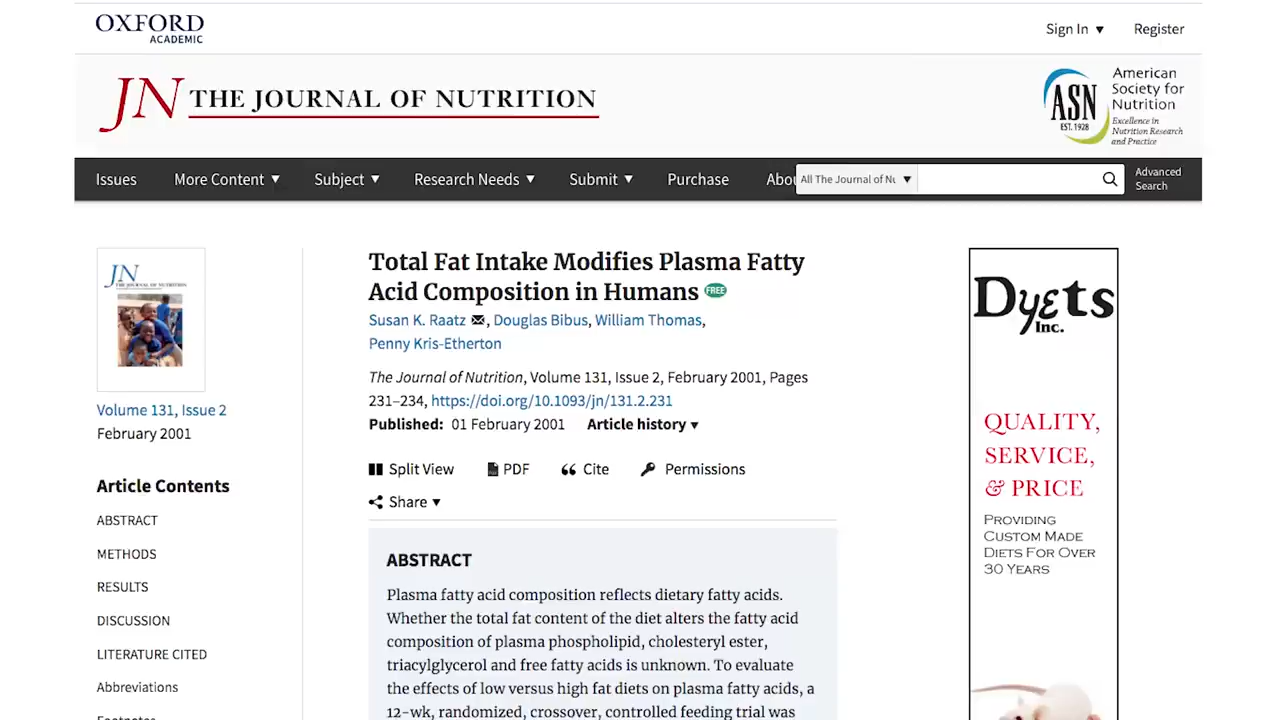 OXFORD
ACADEMIC
Sign In ▼ Register
JN THE JOURNAL OF NUTRITION
ASN
EST. 1928
American
Society for
Nutrition
Excellence in
Nutrition Research
and Practice
Issues More Content ▼ Subject ▼ Research Needs ▼ Submit ▼ Purchase Abou
All The Journal of Nu ▼
Advanced
Search
JN
THE JOURNAL OF NUTRITION
Volume 131, Issue 2
February 2001
Article Contents
ABSTRACT
METHODS
RESULTS
DISCUSSION
LITERATURE CITED
Abbreviations
Footnotes
Total Fat Intake Modifies Plasma Fatty
Acid Composition in Humans FREE
Susan K. Raatz ✉, Douglas Bibus, William Thomas,
Penny Kris-Etherton
The Journal of Nutrition, Volume 131, Issue 2, February 2001, Pages
231–234, https://doi.org/10.1093/jn/131.2.231
Published: 01 February 2001 Article history ▼
Split View PDF Cite Permissions
Share ▼
ABSTRACT
Plasma fatty acid composition reflects dietary fatty acids.
Whether the total fat content of the diet alters the fatty acid
composition of plasma phospholipid, cholesteryl ester,
triacylglycerol and free fatty acids is unknown. To evaluate
the effects of low versus high fat diets on plasma fatty acids, a
12-wk, randomized, crossover, controlled feeding trial was
Dyets
Inc.
QUALITY,
SERVICE,
& PRICE
PROVIDING
CUSTOM MADE
DIETS FOR OVER
30 YEARS